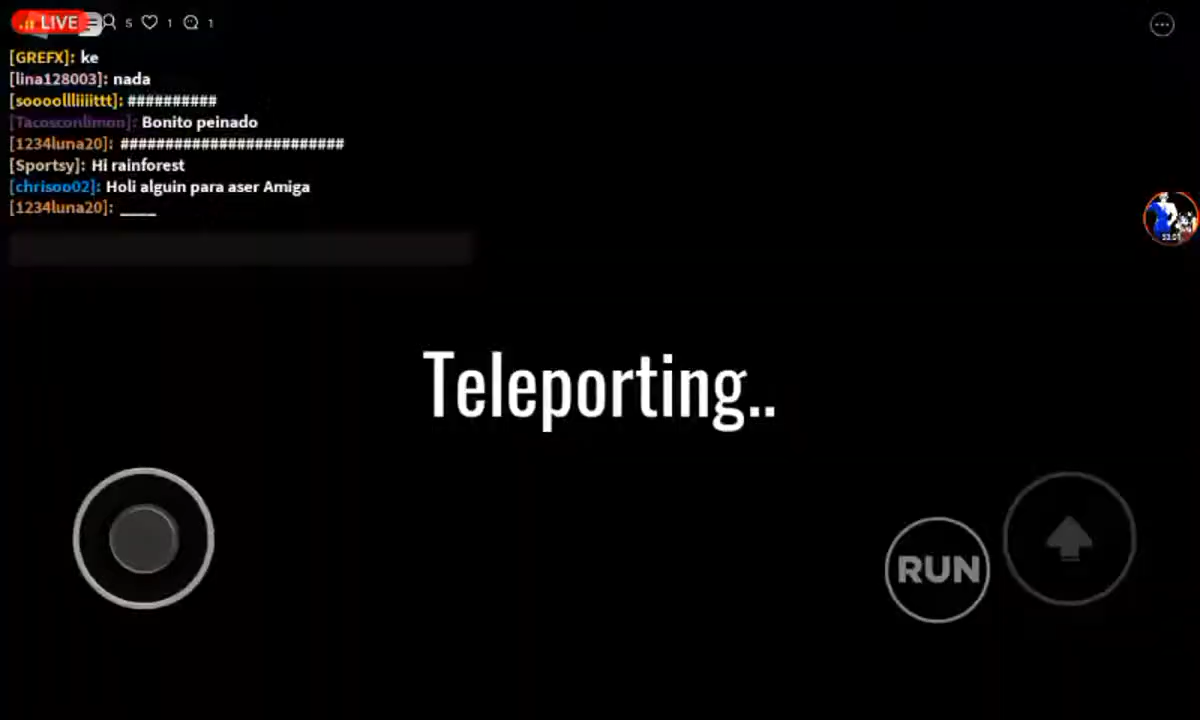 LIVE 5 1 1
[GREFX]: ke
[lina128003]: nada
[soooollliiiittt]: ##########
[Tacosconlimon]: Bonito peinado
[1234luna20]: #########################
[Sportsy]: Hi rainforest
[chrisoo02]: Holi alguin para aser Amiga
[1234luna20]: ____
Teleporting..
RUN